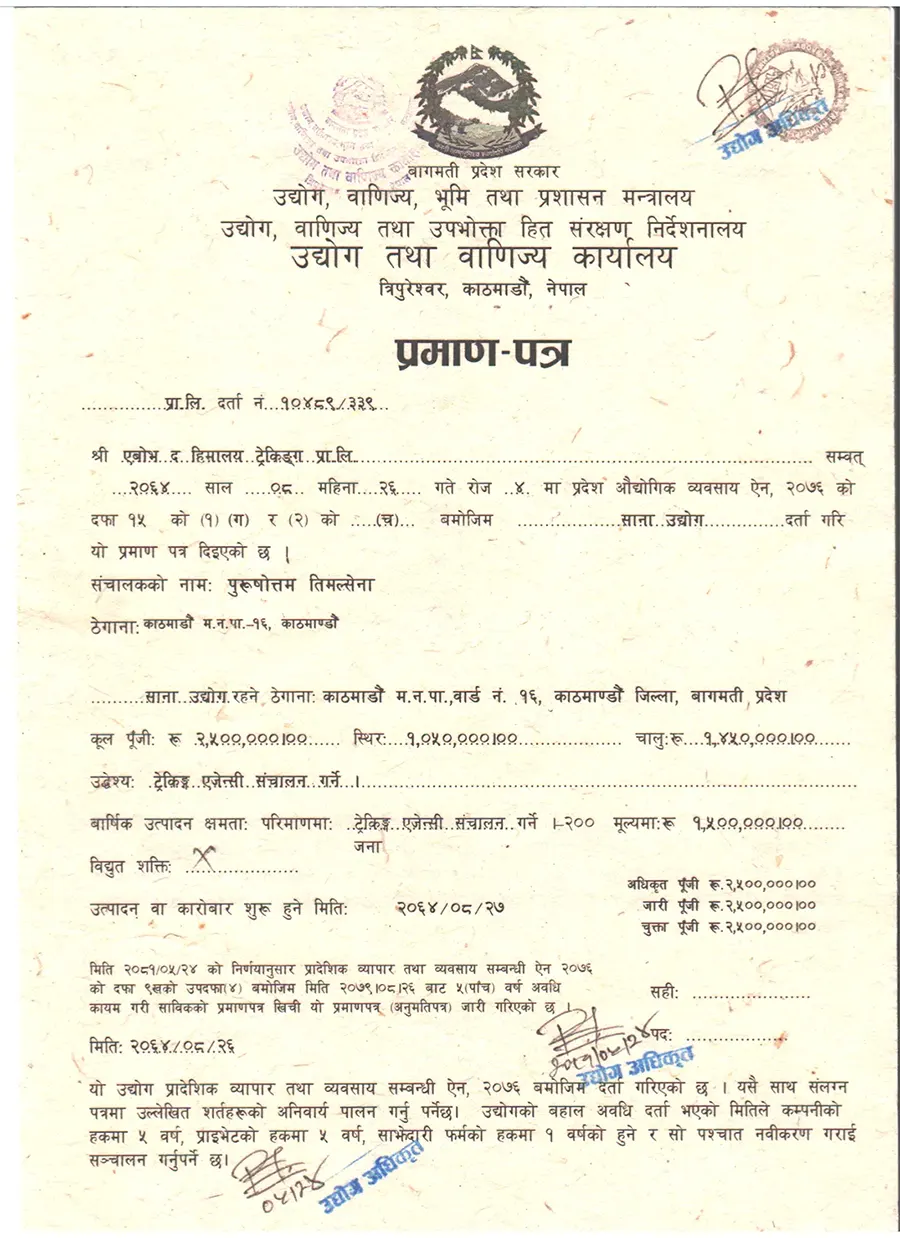 उद्योग अधिकृत
बागमती प्रदेश सरकार
उद्योग, वाणिज्य, भूमि तथा प्रशासन मन्त्रालय
उद्योग, वाणिज्य तथा उपभोक्ता हित संरक्षण निर्देशनालय
उद्योग तथा वाणिज्य कार्यालय
त्रिपुरेश्वर, काठमाडौं, नेपाल
प्रमाण-पत्र
................प्रा.लि. दर्ता नं...१०४८९/३३९...
श्री एबोभ द हिमालय ट्रेकिङ्ग प्रा.लि................................ सम्वत्
...२०६४.... साल .....०८... महिना...२६.... गते रोज ..४.. मा प्रदेश औद्योगिक व्यवसाय ऐन, २०७६ को
दफा १५ को (१) (ग) र (२) को .....(च)... बमोजिम ...............साना उद्योग...............दर्ता गरि
यो प्रमाण पत्र दिइएको छ |
संचालकको नाम: पुरूषोत्तम तिमल्सेना
ठेगाना: काठमाडौं म.न.पा.-१६, काठमाण्डौं
..........साना उद्योग रहने ठेगाना: काठमाडौं म.न.पा.,वार्ड नं. १६, काठमाण्डौं जिल्ला, बागमती प्रदेश
कूल पूँजी: रू २,५००,०००।००...... स्थिर:...१,०५०,०००।००................... चालु:रू...१,४५०,०००।००.......
उद्धेश्य: ..ट्रेकिङ्ग एजेन्सी संचालन गर्ने ।..........................................
बार्षिक उत्पादन क्षमता: परिमाणमा: ..ट्रेकिङ्ग एजेन्सी संचालन गर्ने ।-२०० मूल्यमा:रू १,५००,०००।००........
जना
विद्युत शक्ति: ..X.................
अधिकृत पूँजी रू.२,५००,०००।००
जारी पूँजी रू.२,५००,०००।००
उत्पादन वा कारोबार शुरू हुने मिति: २०६४/०८/२७
चुक्ता पूँजी रू.२,५००,०००।००
मिति २०८१/०५/२४ को निर्णयानुसार प्रादेशिक व्यापार तथा व्यवसाय सम्बन्धी ऐन २०७६
को दफा ९खको उपदफा(४) बमोजिम मिति २०७९।०८।२६ बाट ५(पाँच) वर्ष अवधि
कायम गरी साविकको प्रमाणपत्र खिची यो प्रमाणपत्र (अनुमतिपत्र) जारी गरिएको छ ।
सही: .....................
मिति: २०६४/०८/२६
पद: ..................
उद्योग अधिकृत
यो उद्योग प्रादेशिक व्यापार तथा व्यवसाय सम्बन्धी ऐन, २०७६ बमोजिम दर्ता गरिएको छ । यसै साथ संलग्न
पत्रमा उल्लेखित शर्तहरूको अनिवार्य पालन गर्नु पर्नेछ। उद्योगको बहाल अवधि दर्ता भएको मितिले कम्पनीको
हकमा ५ वर्ष, प्राइभेटको हकमा ५ वर्ष, साझेदारी फर्मको हकमा १ वर्षको हुने र सो पश्चात नवीकरण गराई
सञ्चालन गर्नुपर्ने छ।
०५।२४
उद्योग अधिकृत